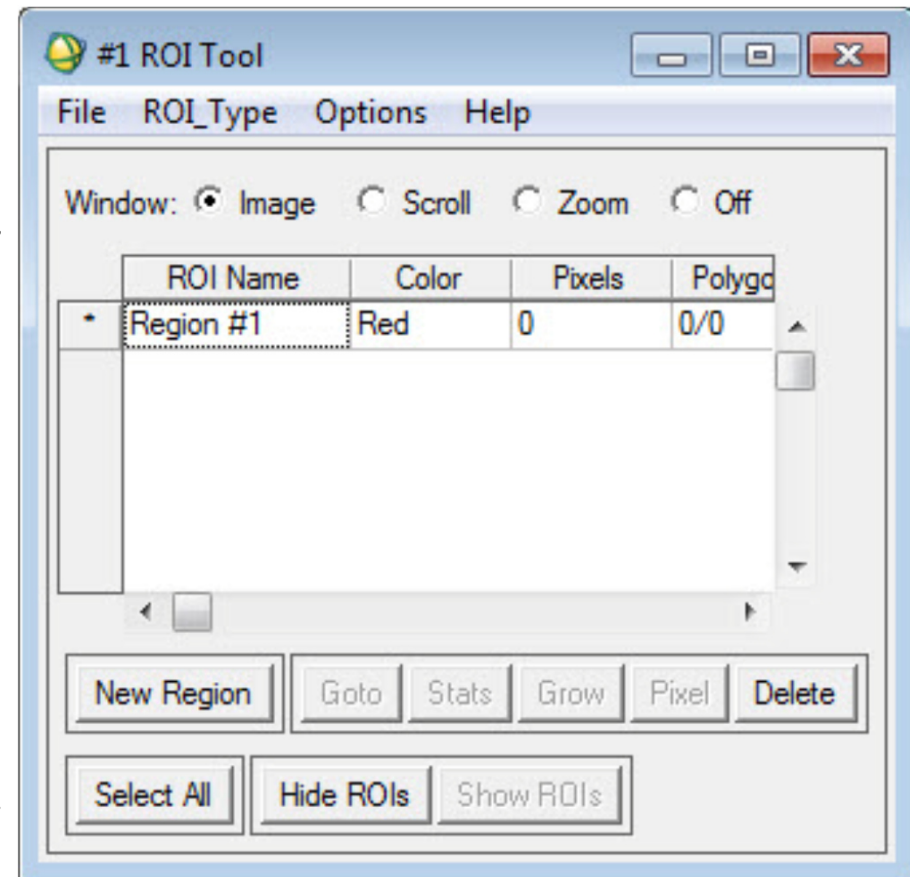 #1 ROI Tool
File ROI_Type Options Help
Window: Image Scroll Zoom Off
ROI Name Color Pixels Polygo
* Region #1 Red 0 0/0
New Region Goto Stats Grow Pixel Delete
Select All Hide ROIs Show ROIs